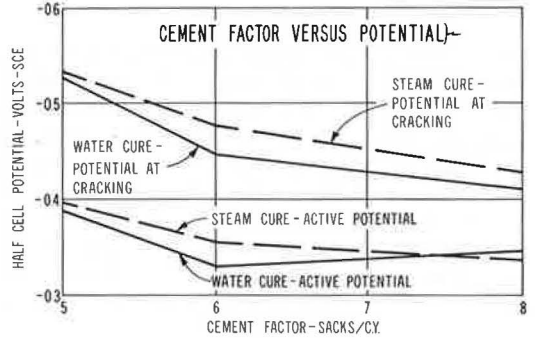 CEMENT FACTOR VERSUS POTENTIAL}-
-06
-05
-04
-03
HALF CELL POTENTIAL-VOLTS-SCE
STEAM CURE-
POTENTIAL AT
CRACKING
WATER CURE-
POTENTIAL AT
CRACKING
STEAM CURE-ACTIVE POTENTIAL
WATER CURE-ACTIVE POTENTIAL
5 6 7 8
CEMENT FACTOR-SACKS/CY.